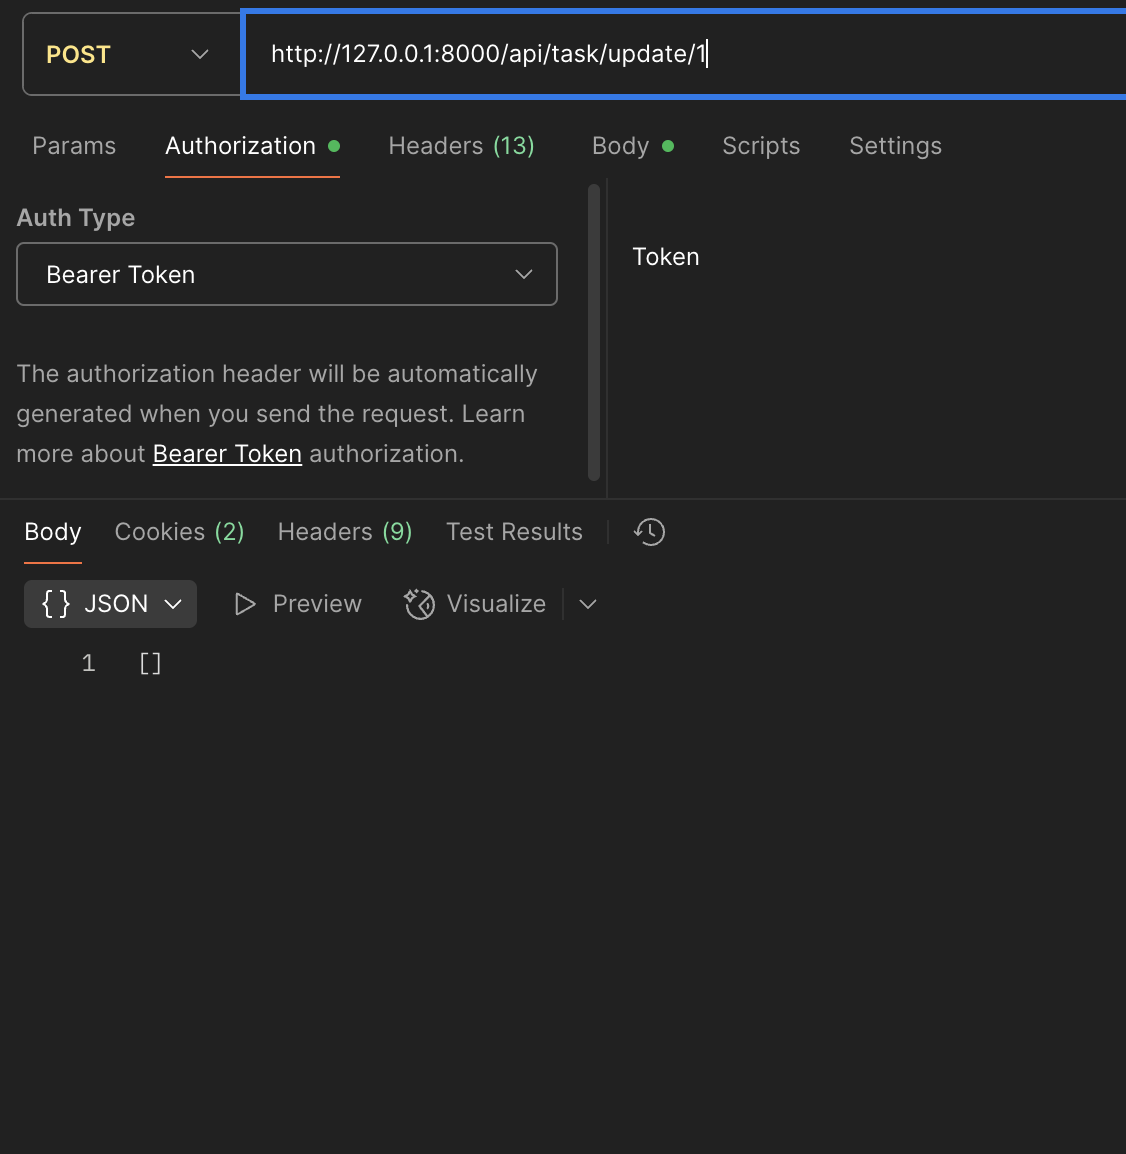 POST http://127.0.0.1:8000/api/task/update/1
Params Authorization Headers (13) Body Scripts Settings
Auth Type
Bearer Token
Token
The authorization header will be automatically
generated when you send the request. Learn
more about Bearer Token authorization.
Body Cookies (2) Headers (9) Test Results
{} JSON Preview Visualize
1 []